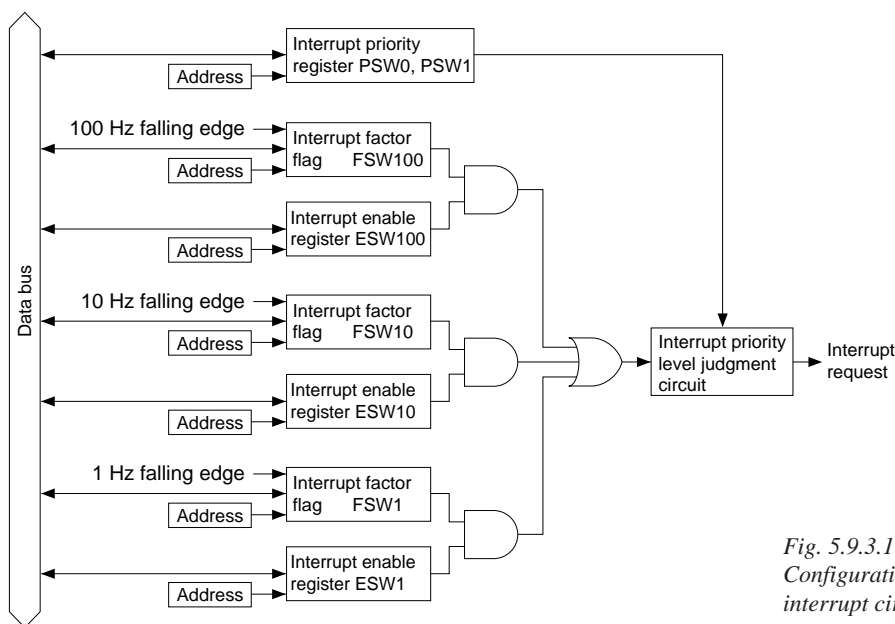 Interrupt priority
register PSW0, PSW1
Address
100 Hz falling edge
Interrupt factor
flag FSW100
Address
Interrupt enable
register ESW100
Address
Data bus
10 Hz falling edge
Interrupt factor
flag FSW10
Address
Interrupt enable
register ESW10
Address
Interrupt priority
level judgment
circuit
Interrupt
request
1 Hz falling edge
Interrupt factor
flag FSW1
Address
Interrupt enable
register ESW1
Address
Fig. 5.9.3.1
interrupt